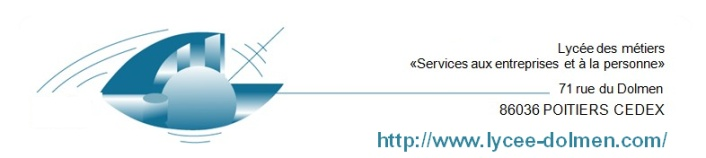 Lycée des métiers
«Services aux entreprises et à la personne»
71 rue du Dolmen
86036 POITIERS CEDEX
http://www.lycee-dolmen.com/